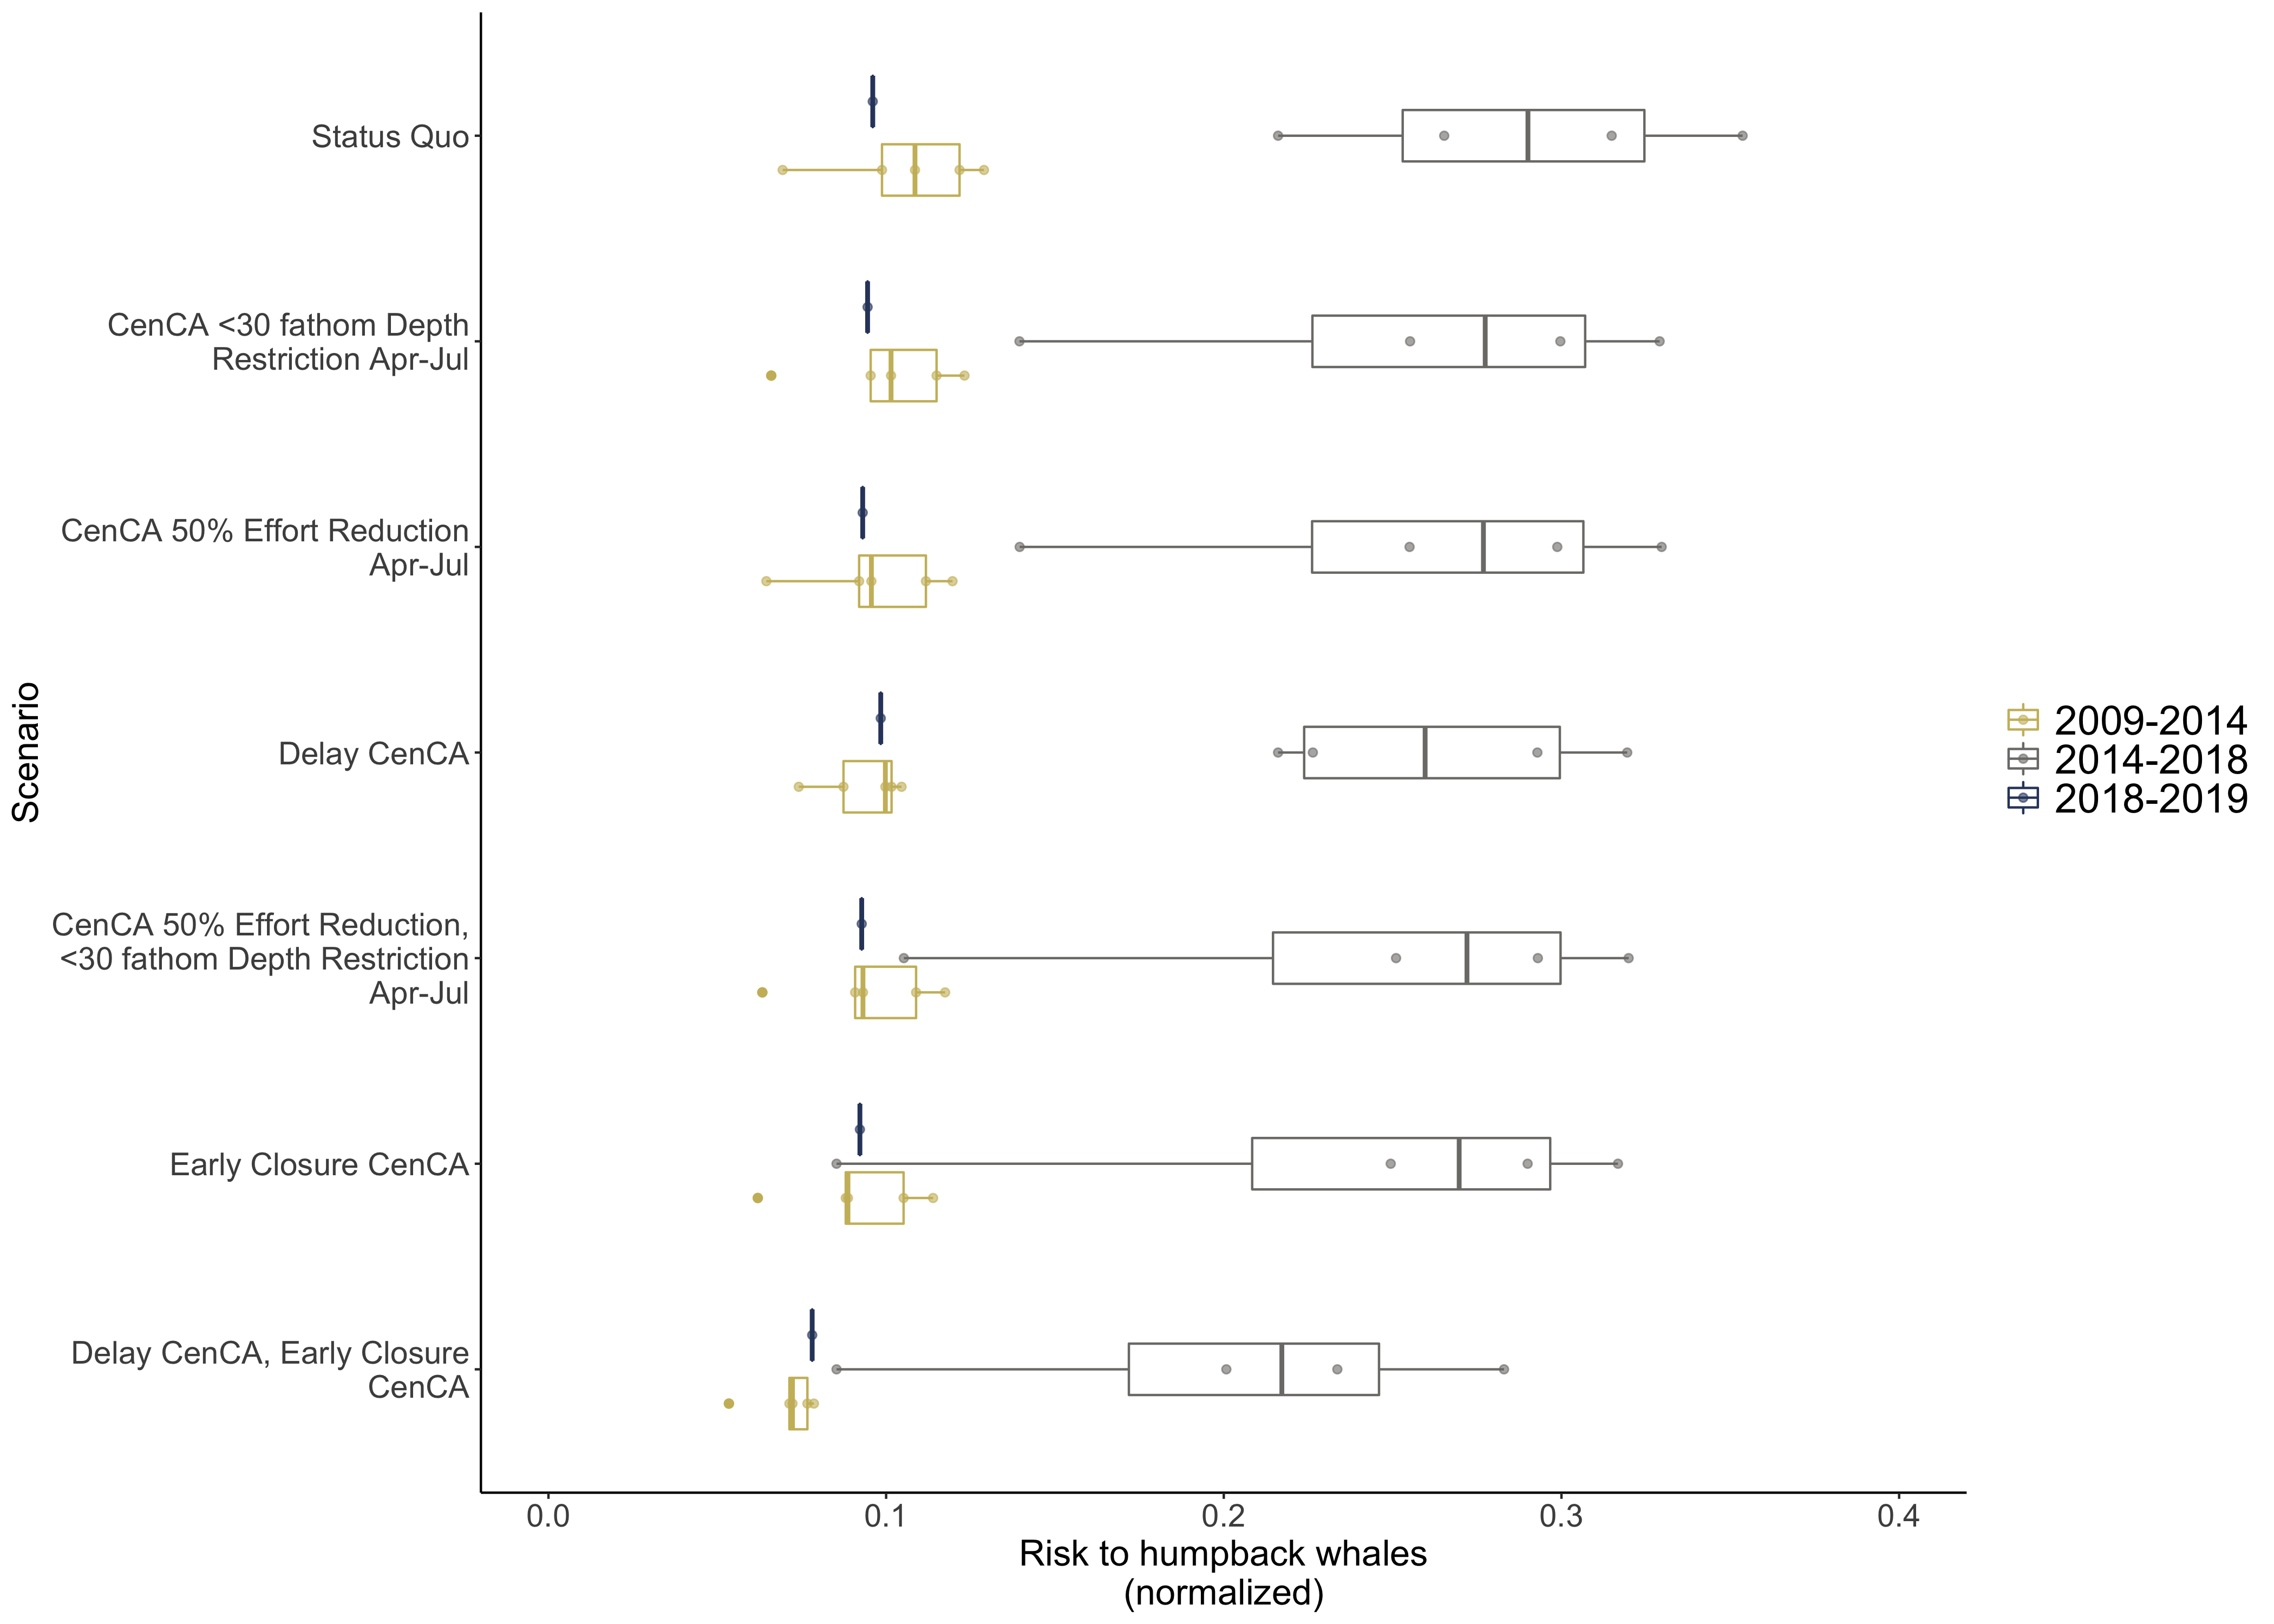 Scenario
Status Quo
CenCA <30 fathom Depth
Restriction Apr-Jul
CenCA 50% Effort Reduction
Apr-Jul
Delay CenCA
CenCA 50% Effort Reduction,
<30 fathom Depth Restriction
Apr-Jul
Early Closure CenCA
Delay CenCA, Early Closure
CenCA
0.0 0.1 0.2 0.3 0.4
Risk to humpback whales
(normalized)
2009-2014
2014-2018
2018-2019